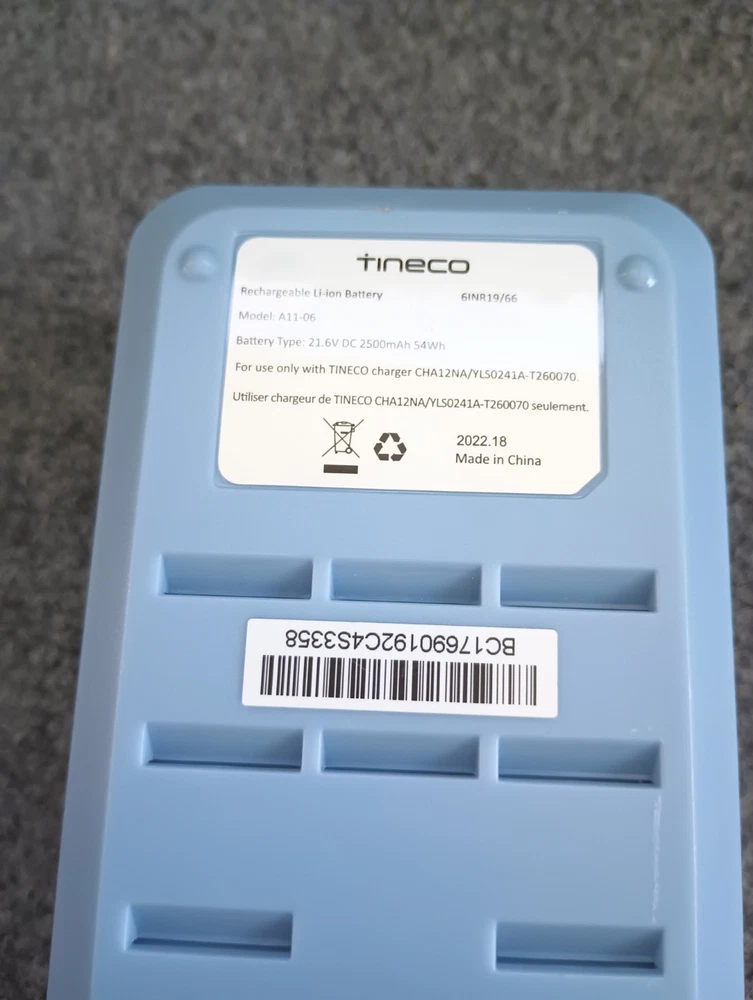 TINECO
Rechargeable Li-ion Battery 6INR19/66
Model: A11-06
Battery Type: 21.6V DC 2500mAh 54Wh
For use only with TINECO charger CHA12NA/YLS0241A-T260070.
Utiliser chargeur de TINECO CHA12NA/YLS0241A-T260070 seulement.
2022.18
Made in China
BC17690192C4S3358